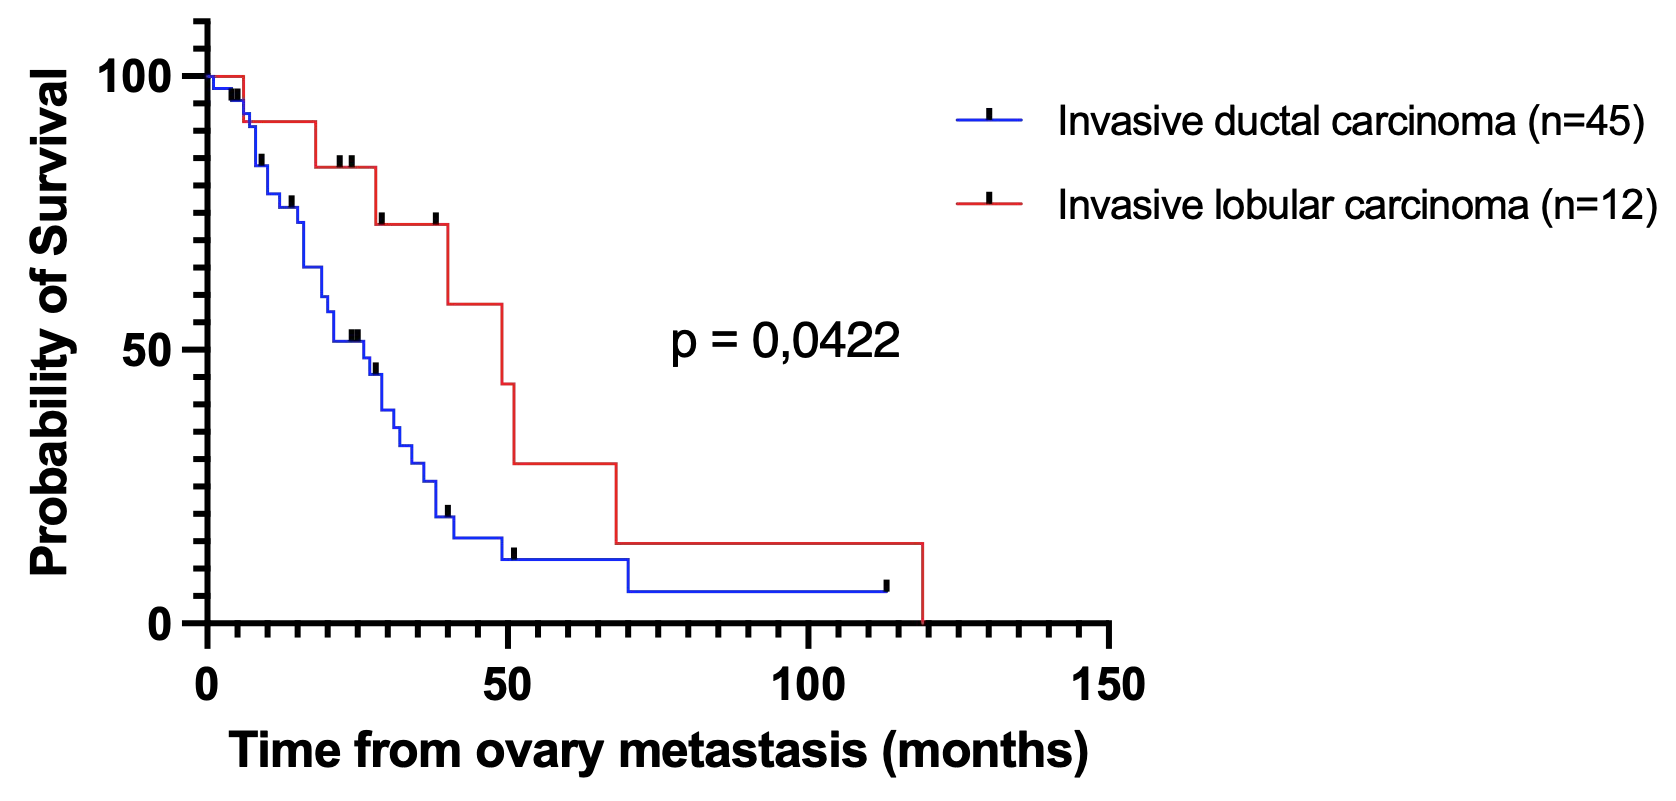 Probability of Survival
100
50
0
0 50 100 150
Time from ovary metastasis (months)
p = 0,0422
Invasive ductal carcinoma (n=45)
Invasive lobular carcinoma (n=12)